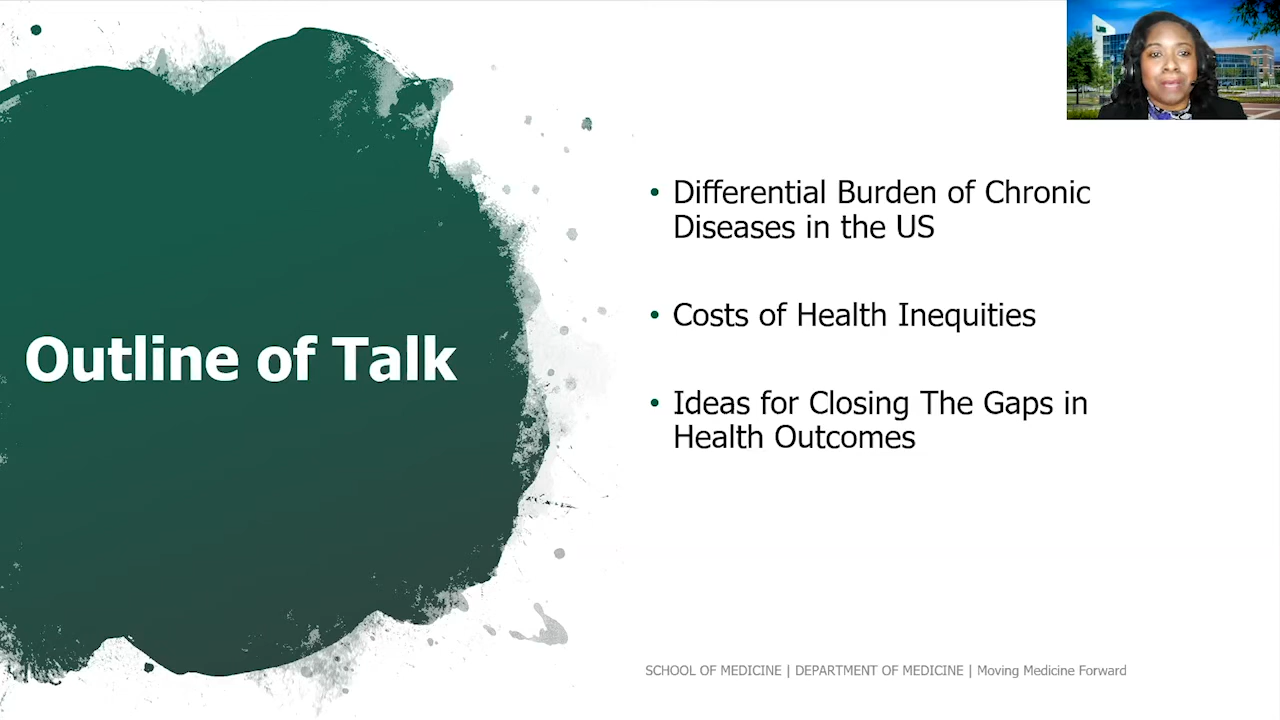 Outline of Talk
• Differential Burden of Chronic
Diseases in the US
• Costs of Health Inequities
• Ideas for Closing The Gaps in
Health Outcomes
SCHOOL OF MEDICINE | DEPARTMENT OF MEDICINE | Moving Medicine Forward